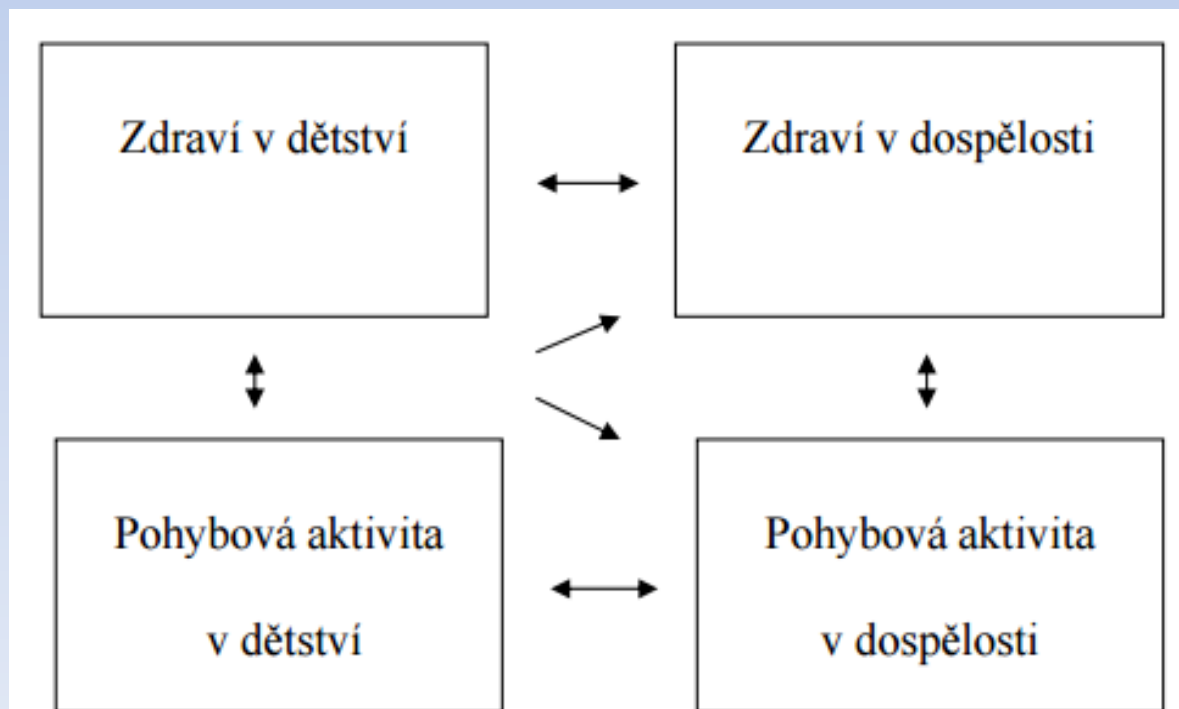 Zdraví v dětství
Zdraví v dospělosti
Pohybová aktivita
v dětství
Pohybová aktivita
v dospělosti